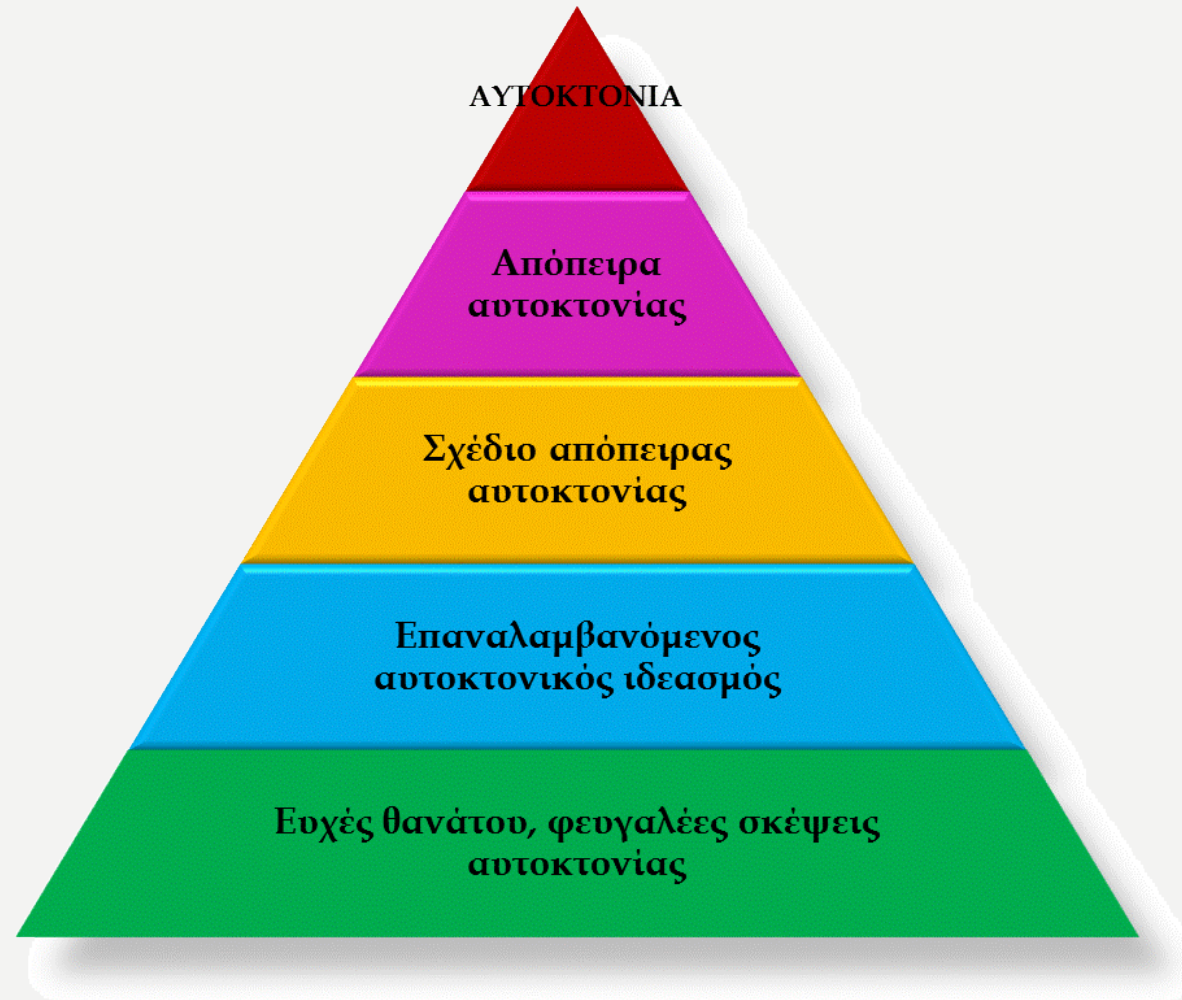 ΑΥΤΟΚΤΟΝΙΑ
Απόπειρα
αυτοκτονίας
Σχέδιο απόπειρας
αυτοκτονίας
Επαναλαμβανόμενος
αυτοκτονικός ιδεασμός
Ευχές θανάτου, φευγαλέες σκέψεις
αυτοκτονίας